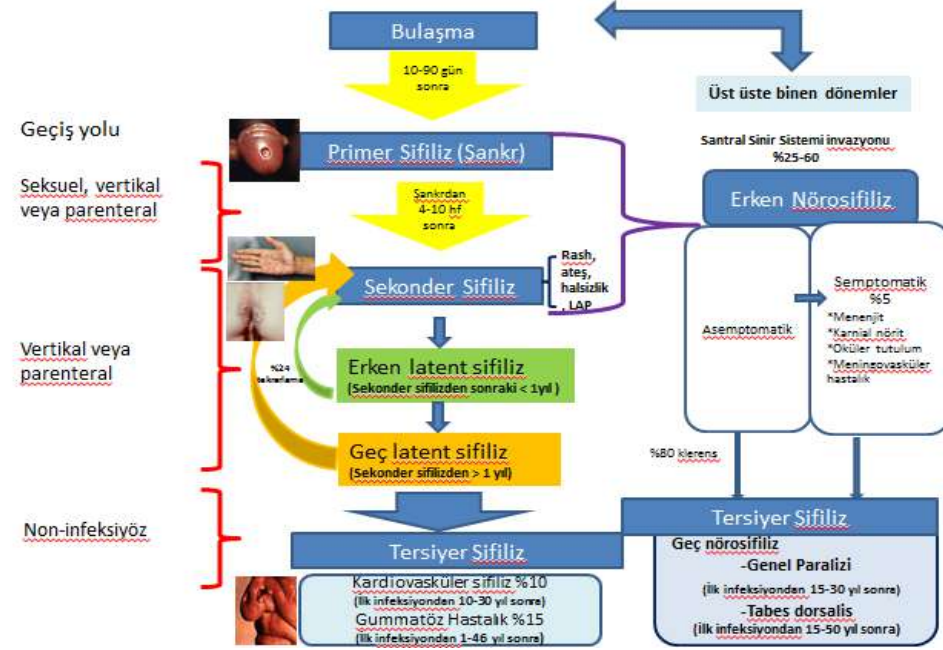 Bulaşma
10-90 gün
sonra
Üst üste binen dönemler
Geçiş yolu
Primer Sifiliz (Şankr)
Santral Sinir Sistemi invazyonu
%25-60
Seksuel, vertikal
veya parenteral
Şankrdan
4-10 hf
sonra
Erken Nörosifiliz
Sekonder Sifiliz
Rash,
ateş,
halsizlik
, LAP
Asemptomatik
Semptomatik
%5
*Menenjit
*Karnial nörit
*Oküler tutulum
*Meningovasküler
hastalık
Vertikal veya
parenteral
%24
tekrarlama
Erken latent sifiliz
(Sekonder sifilizden sonraki < 1yıl )
Geç latent sifiliz
(Sekonder sifilizden > 1 yıl)
%80 klerens
Non-infeksiyöz
Tersiyer Sifiliz
Kardiovasküler sifiliz %10
(İlk infeksiyondan 10-30 yıl sonra)
Gummatöz Hastalık %15
(İlk infeksiyondan 1-46 yıl sonra)
Tersiyer Sifiliz
Geç nörosifiliz
-Genel Paralizi
(İlk infeksiyondan 15-30 yıl sonra)
-Tabes dorsalis
(İlk infeksiyondan 15-50 yıl sonra)